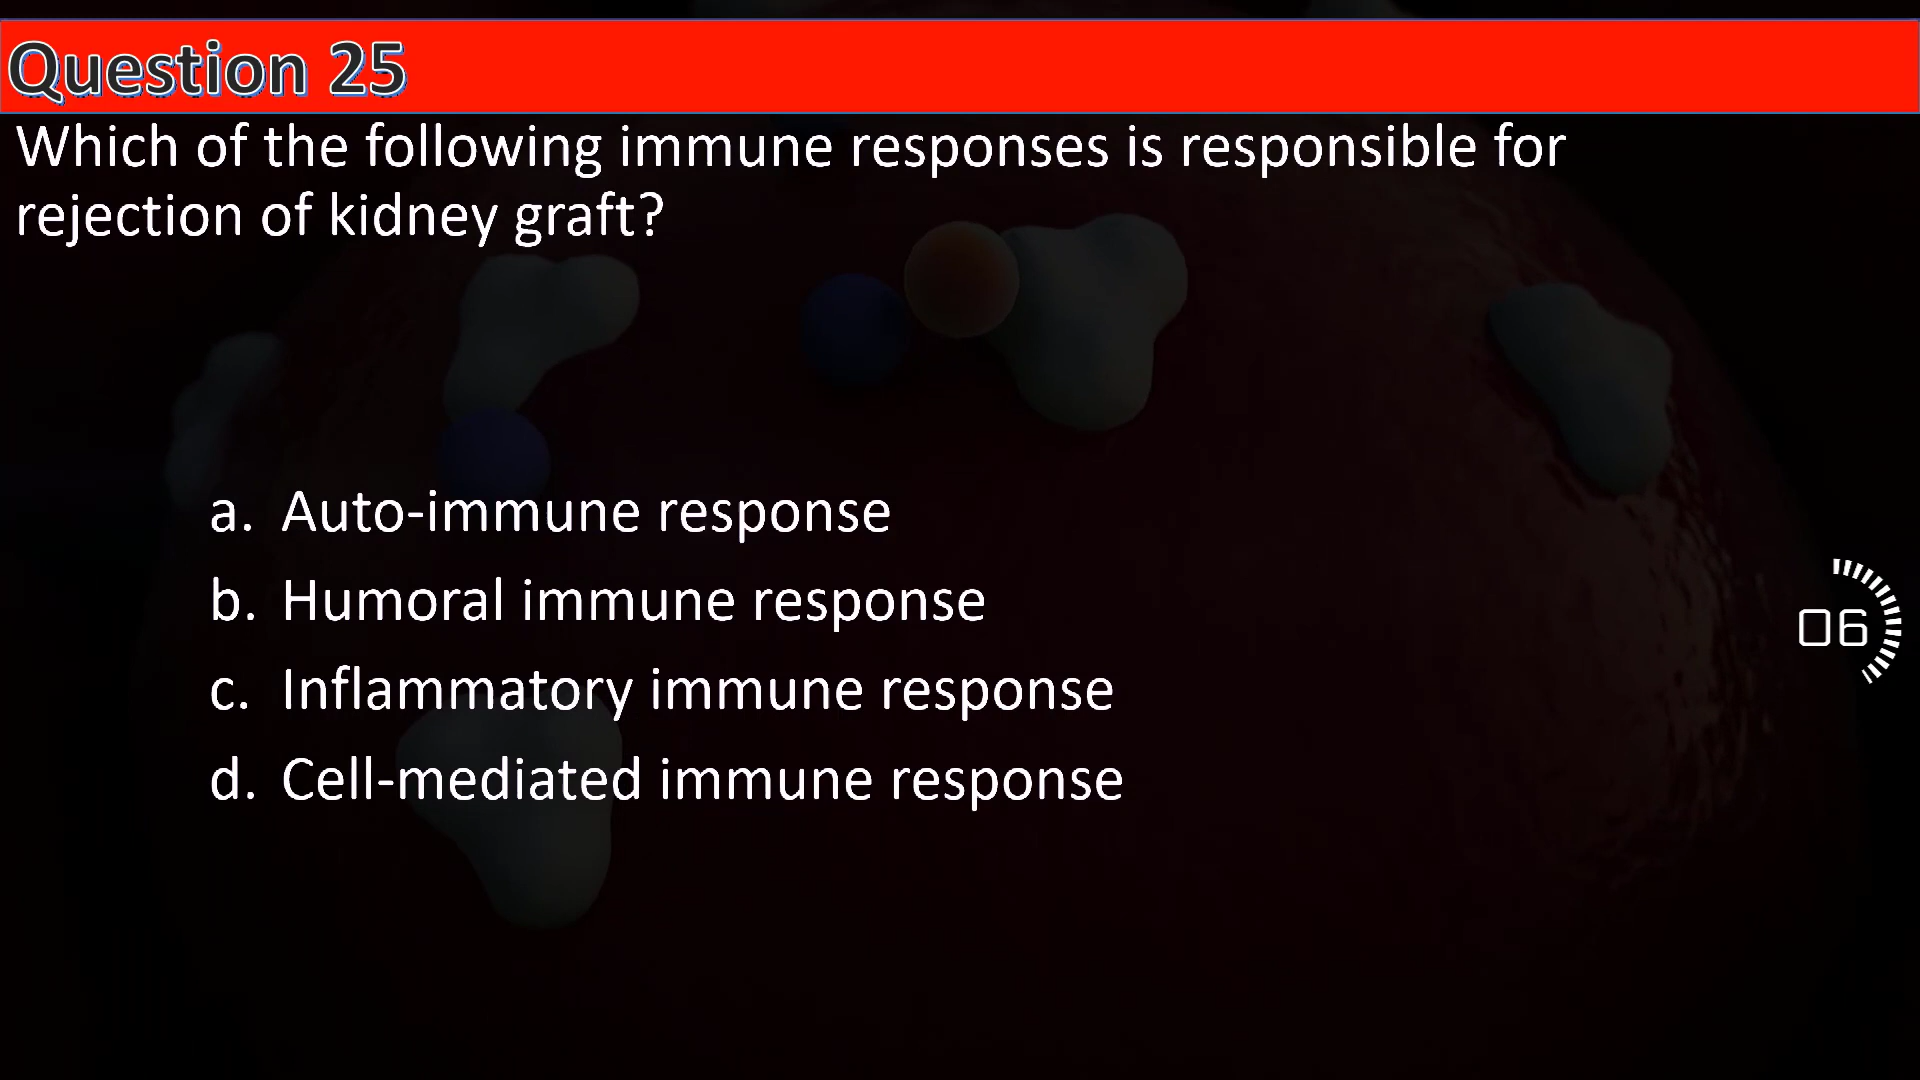 Question 25
Which of the following immune responses is responsible for
rejection of kidney graft?
a. Auto-immune response
b. Humoral immune response
c. Inflammatory immune response
d. Cell-mediated immune response
06